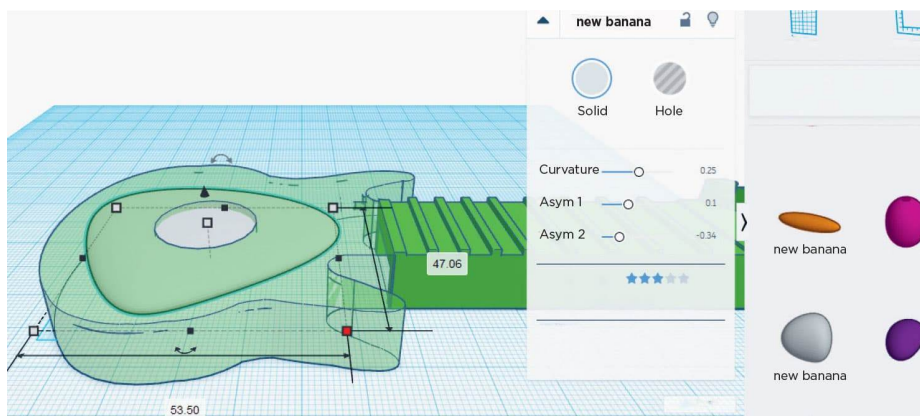 new banana
Solid
Hole
Curvature
0.25
Asym 1
0.1
Asym 2
-0.34
47.06
53.50
new banana
new banana